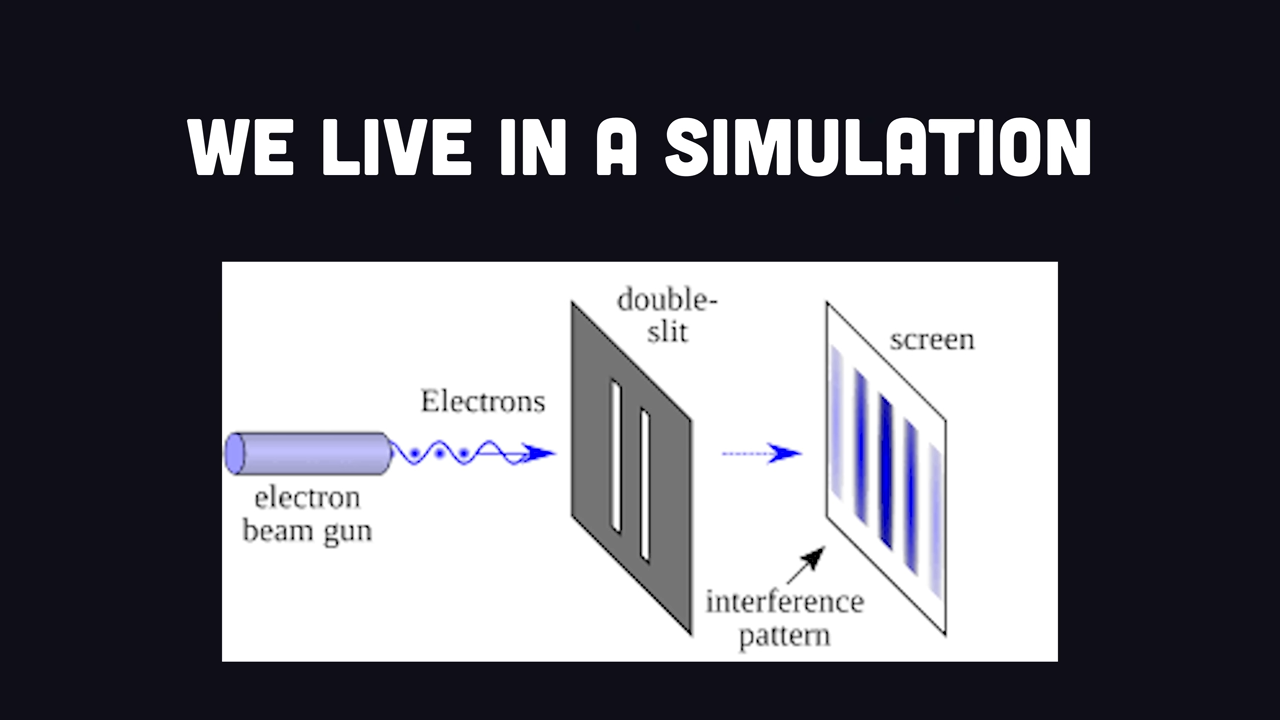 WE LIVE IN A SIMULATION
double-
slit
screen
Electrons
electron
beam gun
interference
pattern